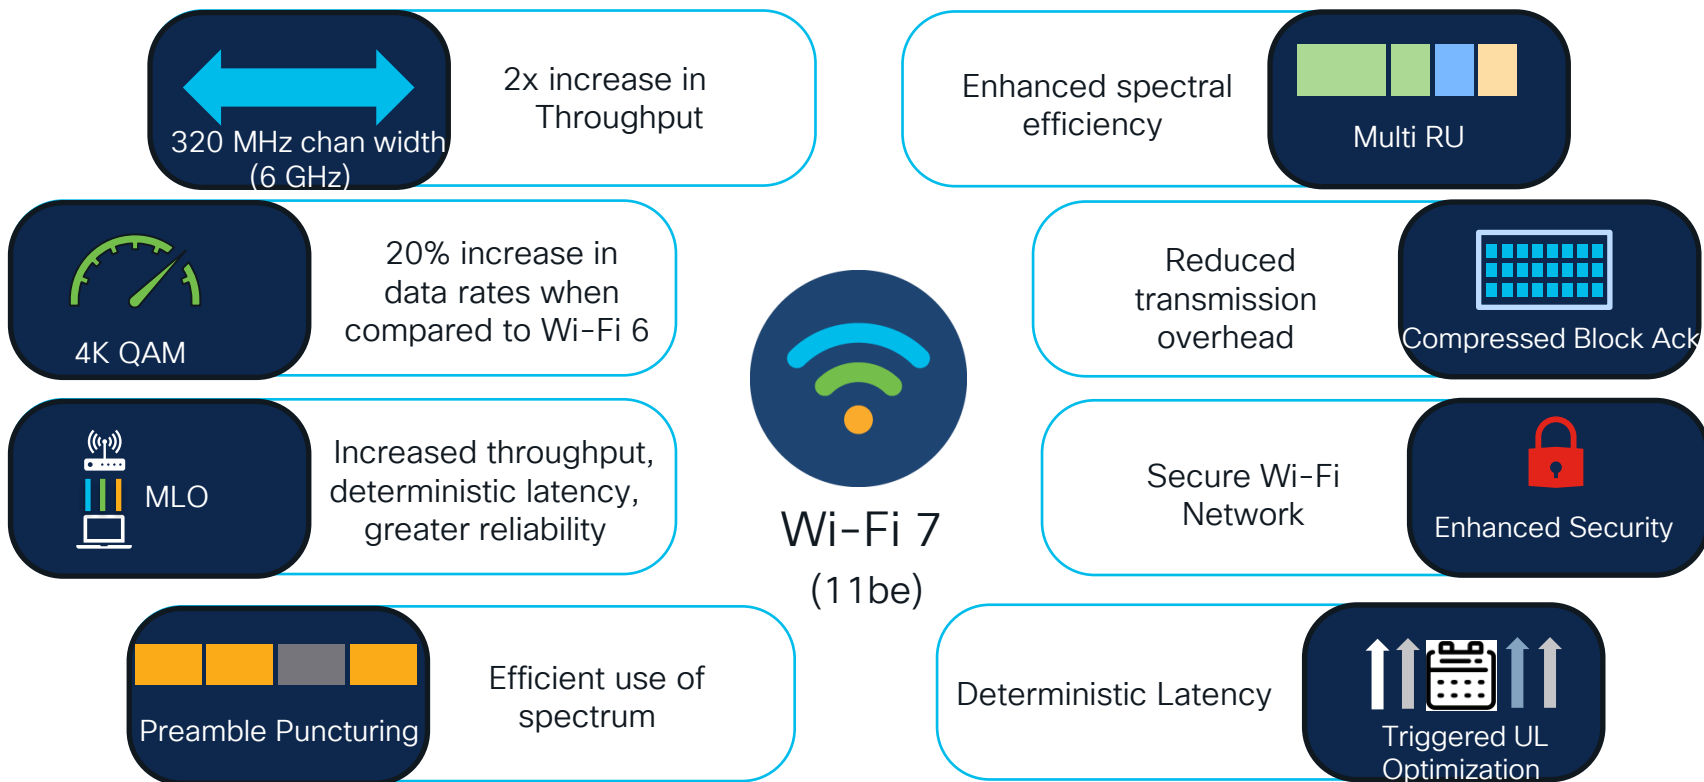 320 MHz chan width
(6 GHz)
2x increase in
Throughput
Enhanced spectral
efficiency
Multi RU
4K QAM
20% increase in
data rates when
compared to Wi-Fi 6
Reduced
transmission
overhead
Compressed Block Ack
MLO
Increased throughput,
deterministic latency,
greater reliability
Wi-Fi 7
(11be)
Secure Wi-Fi
Network
Enhanced Security
Preamble Puncturing
Efficient use of
spectrum
Deterministic Latency
Triggered UL
Optimization